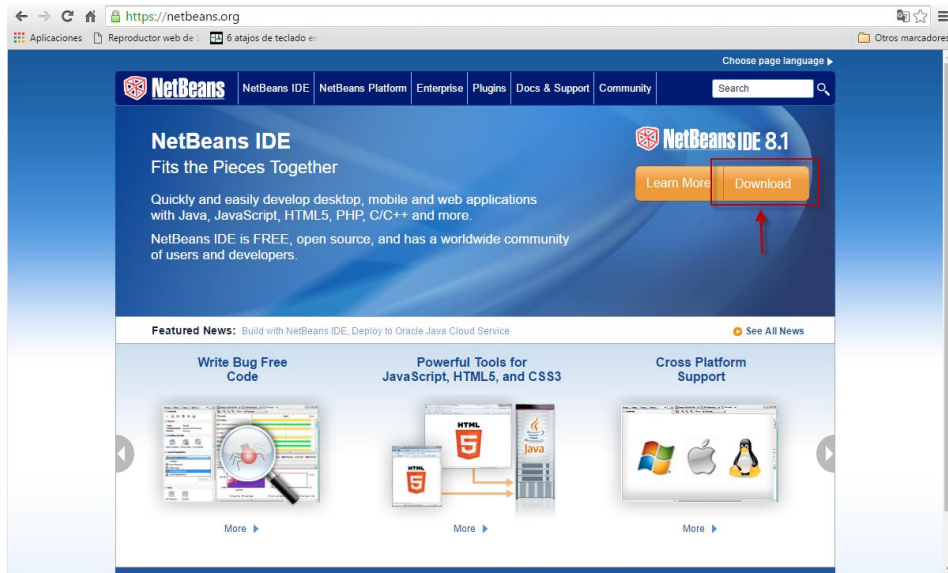 https://netbeans.org
Aplicaciones Reproductor web de S 6 atajos de teclado en Otros marcadores
Choose page language
NetBeans NetBeans IDE NetBeans Platform Enterprise Plugins Docs & Support Community Search
NetBeans IDE
Fits the Pieces Together
Quickly and easily develop desktop, mobile and web applications
with Java, JavaScript, HTML5, PHP, C/C++ and more.
NetBeans IDE is FREE, open source, and has a worldwide community
of users and developers.
NetBeans IDE 8.1
Learn More Download
Featured News: Build with NetBeans IDE, Deploy to Oracle Java Cloud Service See All News
Write Bug Free
Code
Powerful Tools for
JavaScript, HTML5, and CSS3
Cross Platform
Support
HTML
5
HTML
5
Java
More
More
More